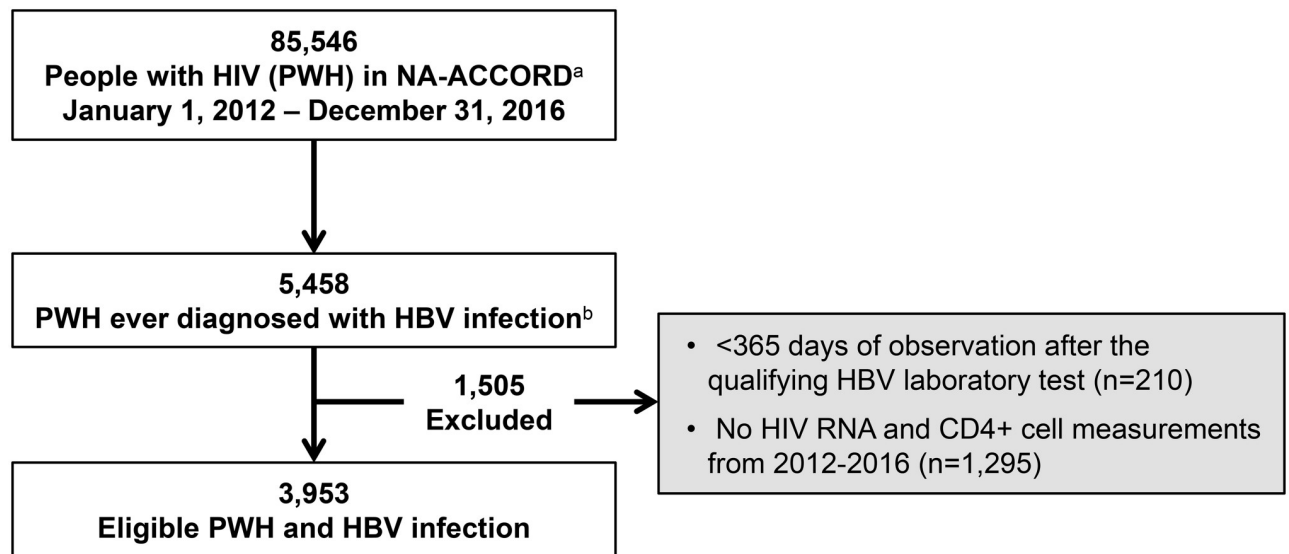 85,546
People with HIV (PWH) in NA-ACCORDᵃ
January 1, 2012 – December 31, 2016
5,458
PWH ever diagnosed with HBV infectionᵇ
1,505
Excluded
• <365 days of observation after the
qualifying HBV laboratory test (n=210)
• No HIV RNA and CD4+ cell measurements
from 2012-2016 (n=1,295)
3,953
Eligible PWH and HBV infection